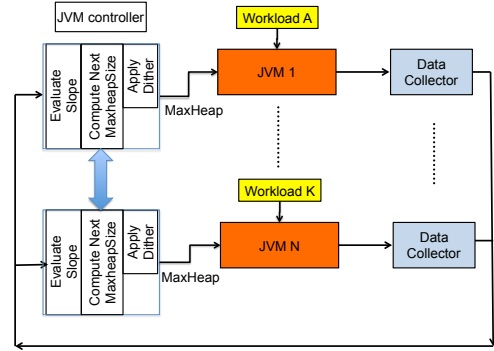 JVM controller
Workload A
Evaluate
Slope
Compute Next
MaxheapSize
Apply
Dither
MaxHeap
JVM 1
Data
Collector
Workload K
Evaluate
Slope
Compute Next
MaxheapSize
Apply
Dither
MaxHeap
JVM N
Data
Collector